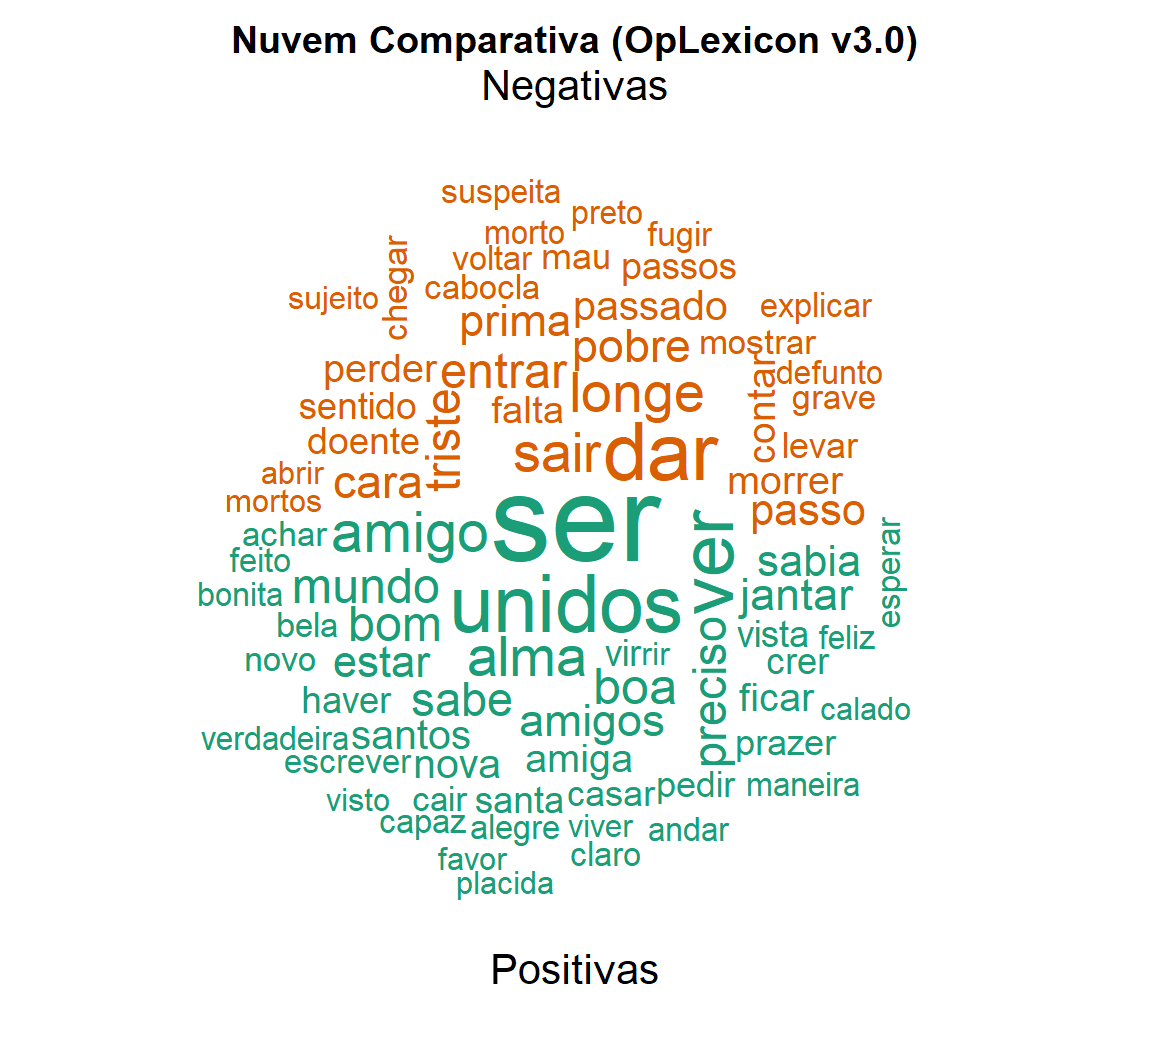 Nuvem Comparativa (OpLexicon v3.0)
Negativas
suspeita
preto
morto
fugir
chegar
voltar
mau
passos
cabocla
sujeito
passado
explicar
prima
pobre
mostrar
perder
entrar
defunto
longe
grave
sentido
triste
falta
contar
doente
sair
dar
levar
abrir
cara
morrer
mortos
passo
ser
achar
amigo
ver
esperar
feito
sabia
bonita
mundo
unidos
jantar
bela
bom
vista
feliz
novo
estar
alma
vir
rir
preciso
crer
haver
sabe
boa
ficar
calado
verdadeira
santos
amigos
prazer
escrever
nova
amiga
visto
cair
santa
casar
pedir
maneira
capaz
alegre
viver
andar
favor
claro
placida
Positivas